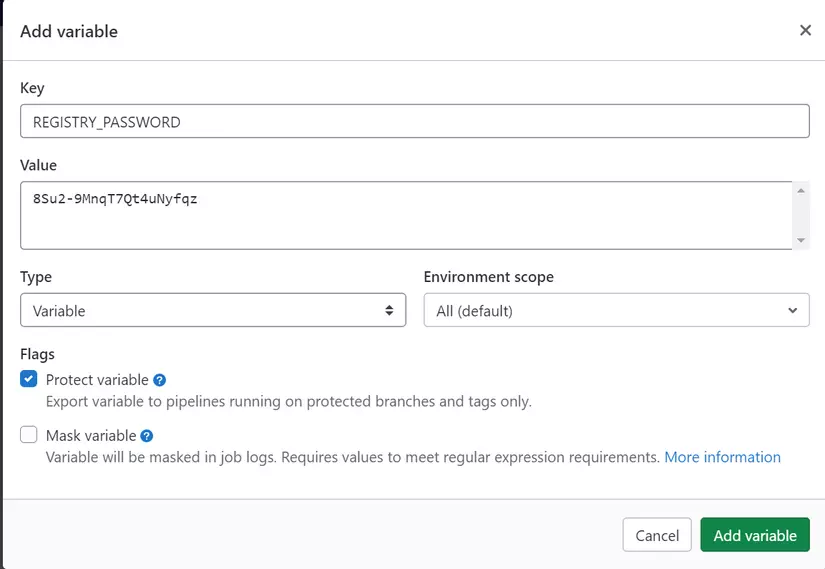 Add variable
Key
REGISTRY_PASSWORD
Value
8Su2-9MnqT7Qt4uNyfqz
Type
Environment scope
Variable
All (default)
Flags
Protect variable
Export variable to pipelines running on protected branches and tags only.
Mask variable
Variable will be masked in job logs. Requires values to meet regular expression requirements. More information
Cancel
Add variable